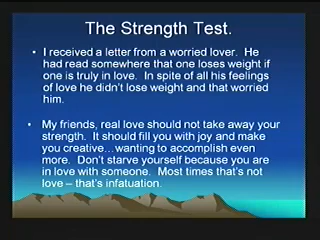 The Strength Test.
• I received a letter from a worried lover. He
had read somewhere that one loses weight if
one is truly in love. In spite of all his feelings
of love he didn't lose weight and that worried
him.
• My friends, real love should not take away your
strength. It should fill you with joy and make
you creative…wanting to accomplish even
more. Don't starve yourself because you are
in love with someone. Most times that's not
love – that's infatuation.